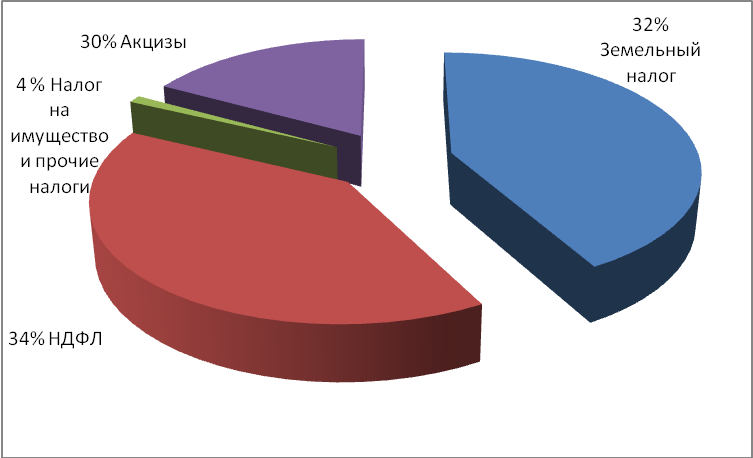 30% Акцизы
32%
Земельный
налог
4 % Налог
на
имущество
и прочие
налоги
34% НДФЛ